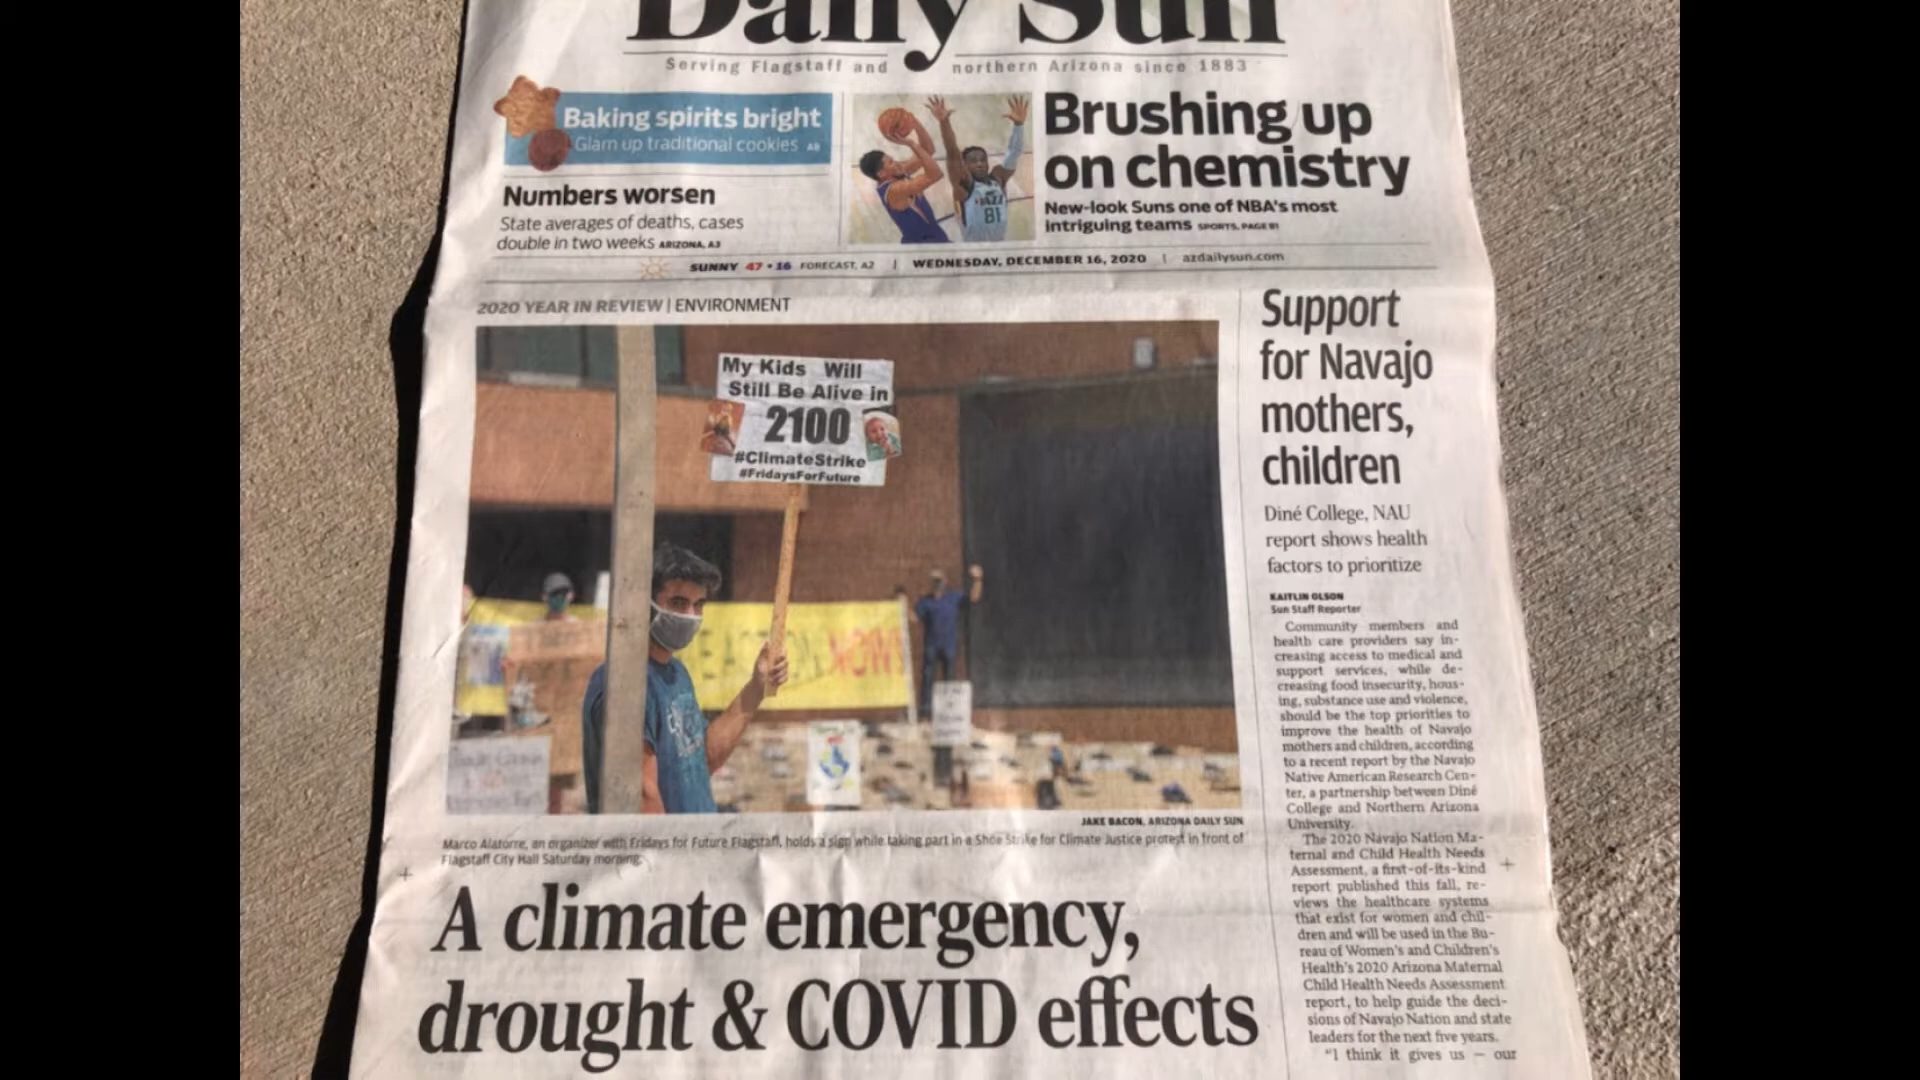 Daily Sun
Serving Flagstaff and northern Arizona since 1883
Baking spirits bright
Glam up traditional cookies A8
Numbers worsen
State averages of deaths, cases
double in two weeks ARIZONA, A3
JAZZ
81
Brushing up
on chemistry
New-look Suns one of NBA's most
intriguing teams SPORTS, PAGE B1
SUNNY 47 • 16 FORECAST, A2 | WEDNESDAY, DECEMBER 16, 2020 | azdailysun.com
2020 YEAR IN REVIEW | ENVIRONMENT
My Kids Will
Still Be Alive in
2100
#ClimateStrike
#FridaysForFuture
JAKE BACON, ARIZONA DAILY SUN
Marco Alatorre, an organizer with Fridays for Future Flagstaff, holds a sign while taking part in a Shoe Strike for Climate Justice protest in front of
Flagstaff City Hall Saturday morning.
A climate emergency,
drought & COVID effects
Support
for Navajo
mothers,
children
Diné College, NAU
report shows health
factors to prioritize
KAITLIN OLSON
Sun Staff Reporter
Community members and
health care providers say in-
creasing access to medical and
support services, while de-
creasing food insecurity, hous-
ing, substance use and violence,
should be the top priorities to
improve the health of Navajo
mothers and children, according
to a recent report by the Navajo
Native American Research Cen-
ter, a partnership between Diné
College and Northern Arizona
University.
The 2020 Navajo Nation Ma-
ternal and Child Health Needs
Assessment, a first-of-its-kind
report published this fall, re-
views the healthcare systems
that exist for women and chil-
dren and will be used in the Bu-
reau of Women's and Children's
Health's 2020 Arizona Maternal
Child Health Needs Assessment
report, to help guide the deci-
sions of Navajo Nation and state
leaders for the next five years.
"I think it gives us — our